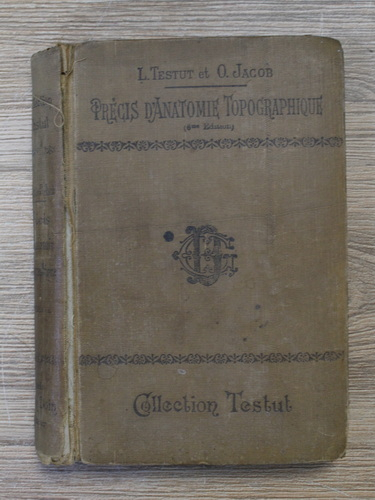 L. TESTUT et O. JACOB
PRÉCIS D'ANATOMIE TOPOGRAPHIQUE
Collection Testut